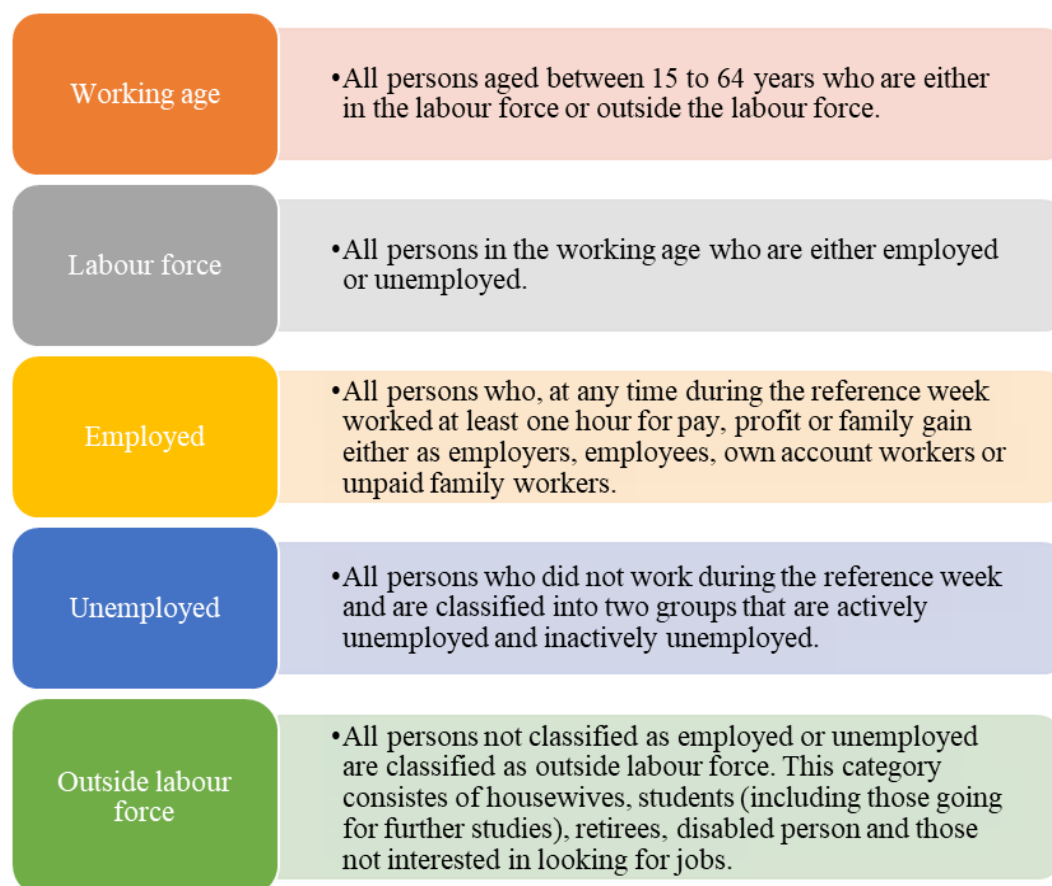 Working age
•All persons aged between 15 to 64 years who are either
in the labour force or outside the labour force.
Labour force
•All persons in the working age who are either employed
or unemployed.
Employed
•All persons who, at any time during the reference week
worked at least one hour for pay, profit or family gain
either as employers, employees, own account workers or
unpaid family workers.
Unemployed
•All persons who did not work during the reference week
and are classified into two groups that are actively
unemployed and inactively unemployed.
Outside labour
force
•All persons not classified as employed or unemployed
are classified as outside labour force. This category
consistes of housewives, students (including those going
for further studies), retirees, disabled person and those
not interested in looking for jobs.